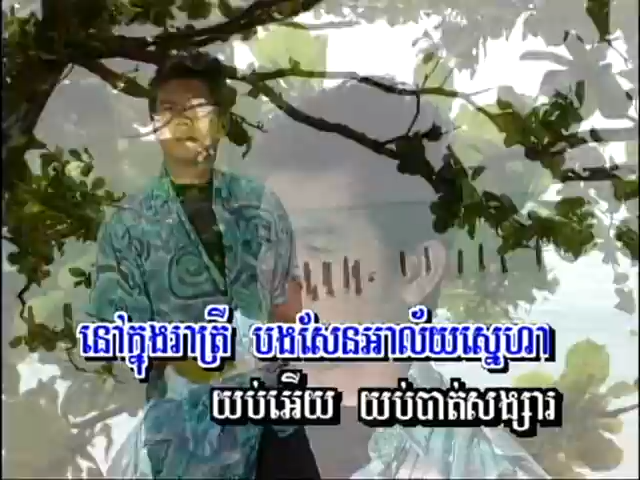 នៅក្នុងរាត្រី បងសែនអាល័យស្នេហា
យប់អើយ យប់បាត់សង្សារ